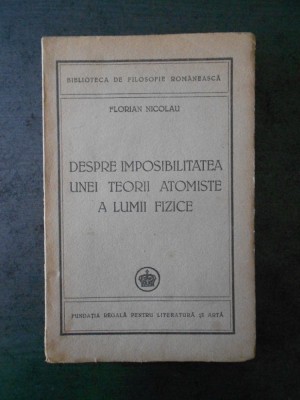 BIBLIOTECA DE FILOSOFIE ROMÂNEASCĂ
FLORIAN NICOLAU
DESPRE IMPOSIBILITATEA
UNEI TEORII ATOMISTE
A LUMII FIZICE
FUNDAȚIA REGALĂ PENTRU LITERATURĂ ȘI ARTĂ